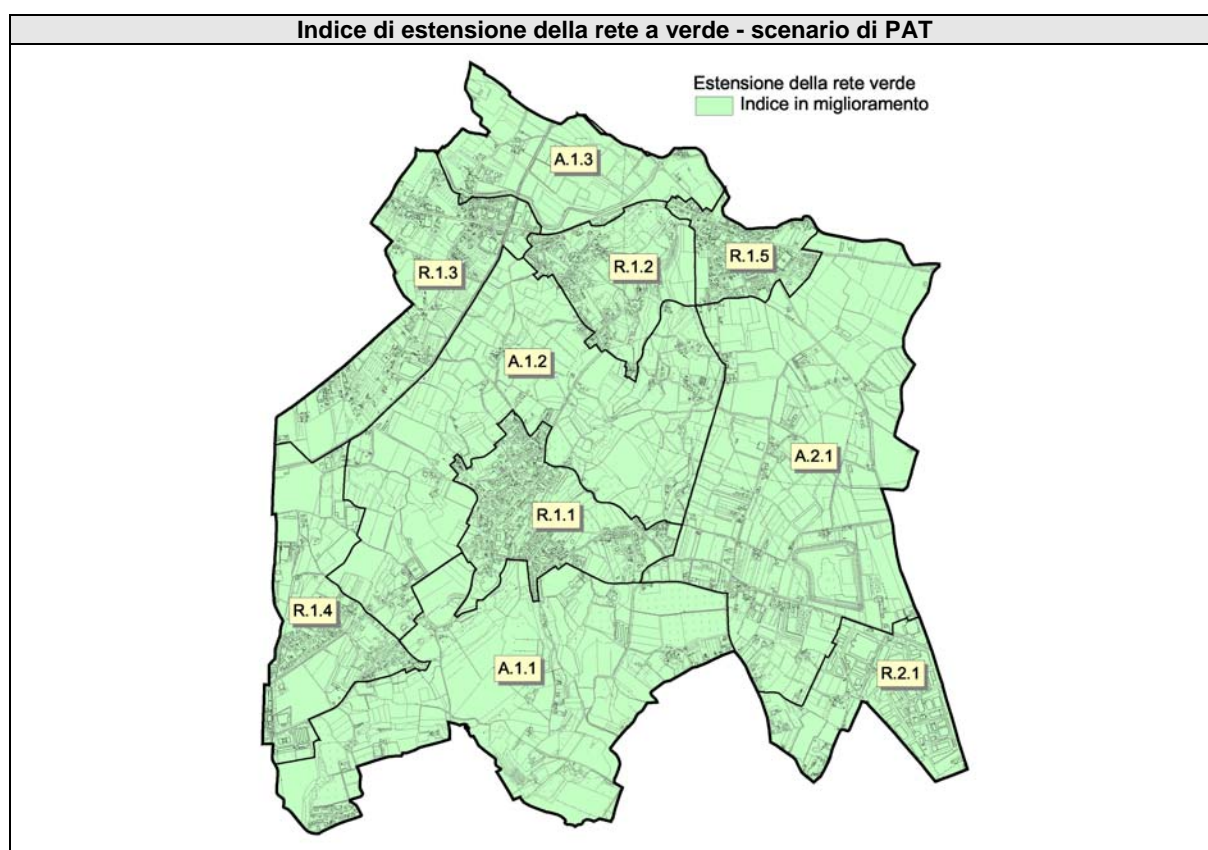 Indice di estensione della rete a verde - scenario di PAT
Estensione della rete verde
Indice in miglioramento
A.1.3
R.1.5
R.1.2
R.1.3
A.1.2
A.2.1
R.1.1
R.1.4
A.1.1
R.2.1